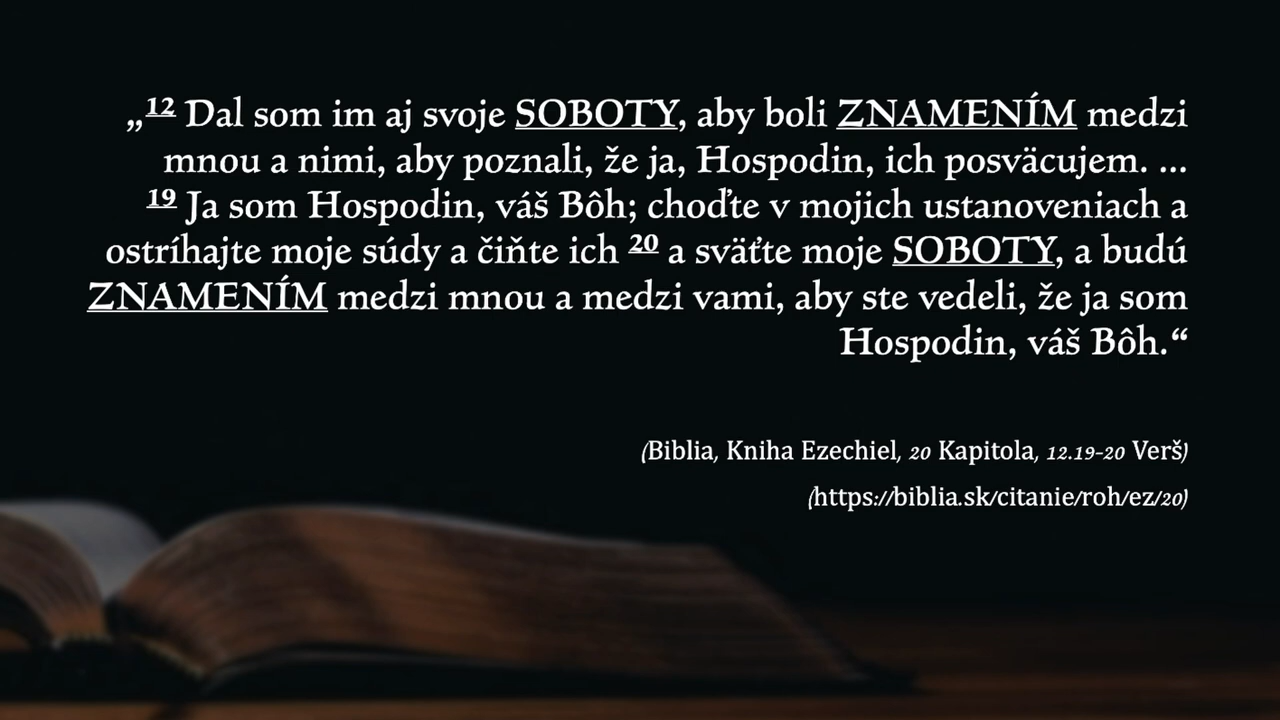 „12 Dal som im aj svoje SOBOTY, aby boli ZNAMENÍM medzi
mnou a nimi, aby poznali, že ja, Hospodin, ich posväcujem. ...
19 Ja som Hospodin, váš Bôh; choďte v mojich ustanoveniach a
ostríhajte moje súdy a čiňte ich 20 a sväťte moje SOBOTY, a budú
ZNAMENÍM medzi mnou a medzi vami, aby ste vedeli, že ja som
Hospodin, váš Bôh.“
(Biblia, Kniha Ezechiel, 20 Kapitola, 12.19-20 Verš)
(https://biblia.sk/citanie/roh/ez/20)